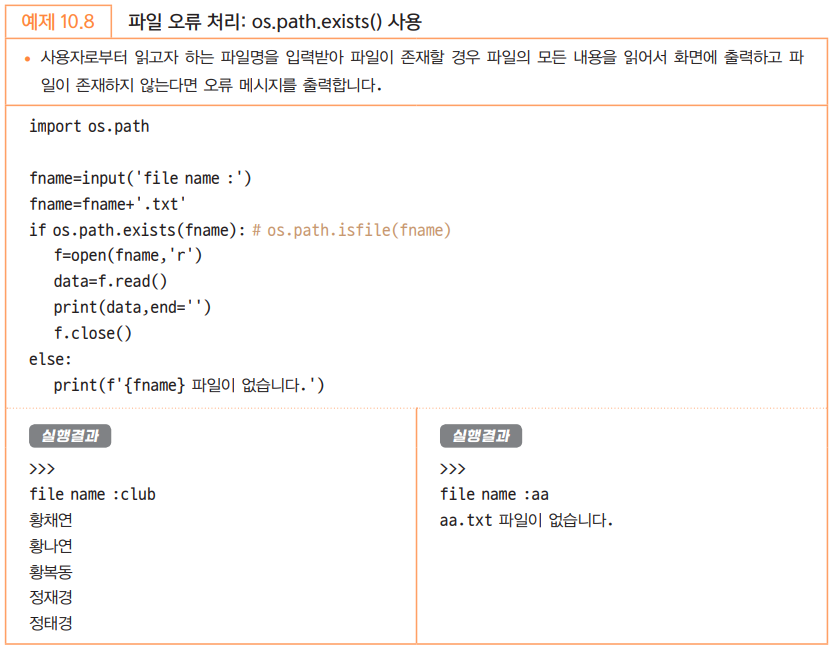 예제 10.8 파일 오류 처리: os.path.exists() 사용
• 사용자로부터 읽고자 하는 파일명을 입력받아 파일이 존재할 경우 파일의 모든 내용을 읽어서 화면에 출력하고 파
일이 존재하지 않는다면 오류 메시지를 출력합니다.
import os.path
fname=input('file name :')
fname=fname+'.txt'
if os.path.exists(fname): # os.path.isfile(fname)
    f=open(fname,'r')
    data=f.read()
    print(data,end='')
    f.close()
else:
    print(f'{fname} 파일이 없습니다.')
실행결과
>>>
file name :club
황채연
황나연
황복동
정재경
정태경
실행결과
>>>
file name :aa
aa.txt 파일이 없습니다.